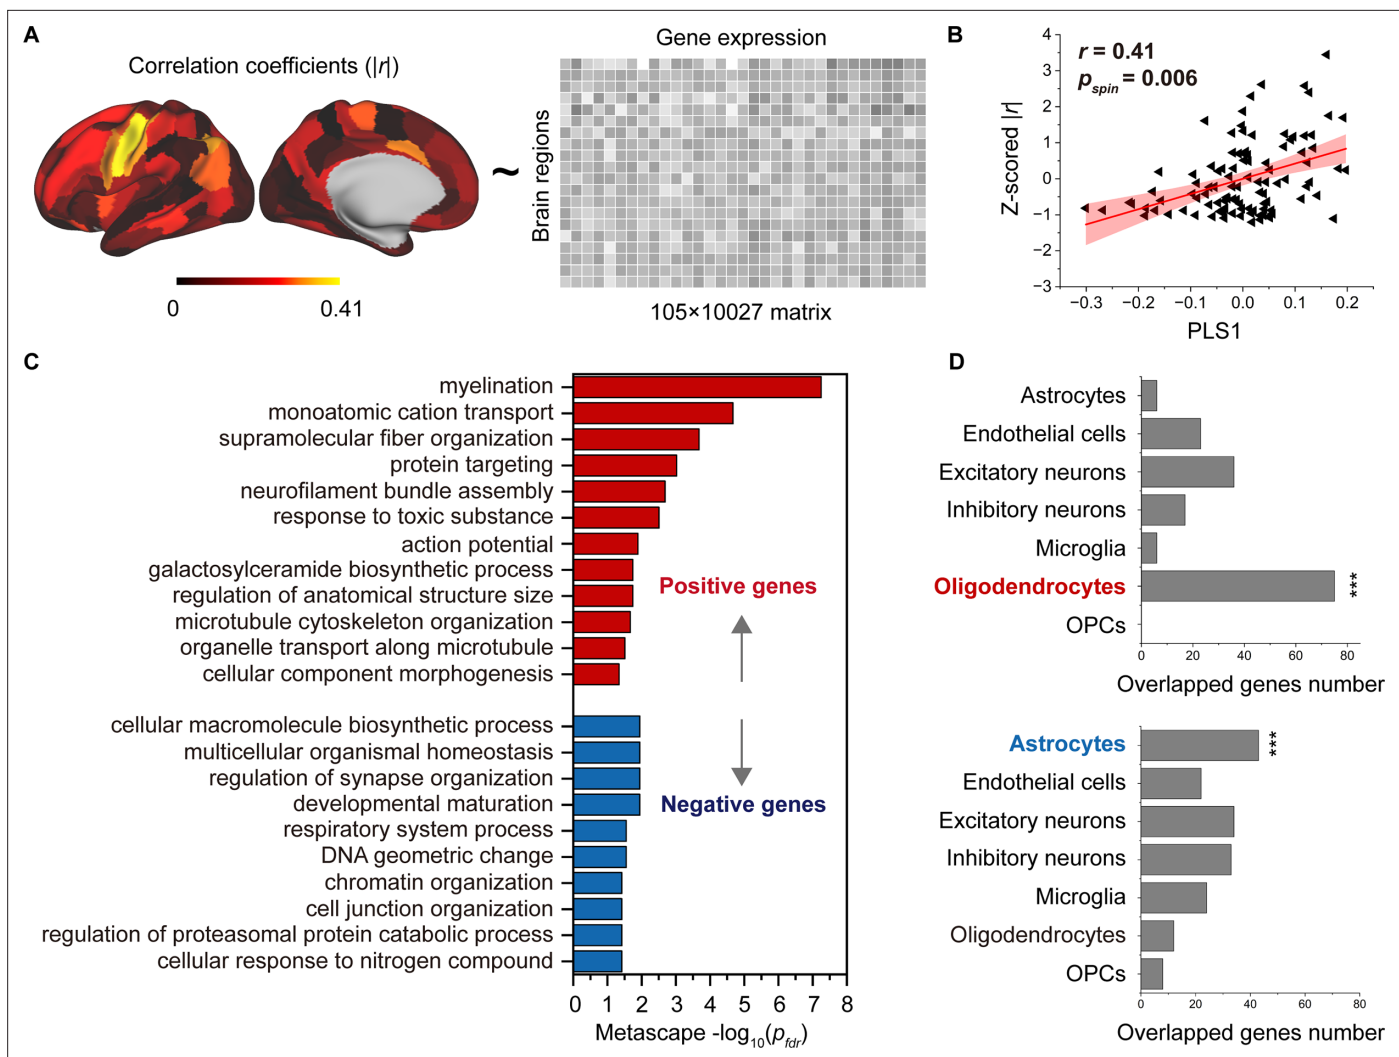 A
Correlation coefficients (|r|)
0
0.41
~
Gene expression
Brain regions
105×10027 matrix
B
r = 0.41
pspin = 0.006
Z-scored |r|
4
3
2
1
0
−1
−2
−3
−0.3
−0.2
−0.1
0.0
0.1
0.2
PLS1
C
myelination
monoatomic cation transport
supramolecular fiber organization
protein targeting
neurofilament bundle assembly
response to toxic substance
action potential
galactosylceramide biosynthetic process
regulation of anatomical structure size
microtubule cytoskeleton organization
organelle transport along microtubule
cellular component morphogenesis
Positive genes
cellular macromolecule biosynthetic process
multicellular organismal homeostasis
regulation of synapse organization
developmental maturation
respiratory system process
DNA geometric change
chromatin organization
cell junction organization
regulation of proteasomal protein catabolic process
cellular response to nitrogen compound
Negative genes
0 1 2 3 4 5 6 7 8
Metascape -log10(pfdr)
D
Astrocytes
Endothelial cells
Excitatory neurons
Inhibitory neurons
Microglia
Oligodendrocytes
***
OPCs
0 20 40 60 80
Overlapped genes number
Astrocytes
***
Endothelial cells
Excitatory neurons
Inhibitory neurons
Microglia
Oligodendrocytes
OPCs
0 20 40 60 80
Overlapped genes number